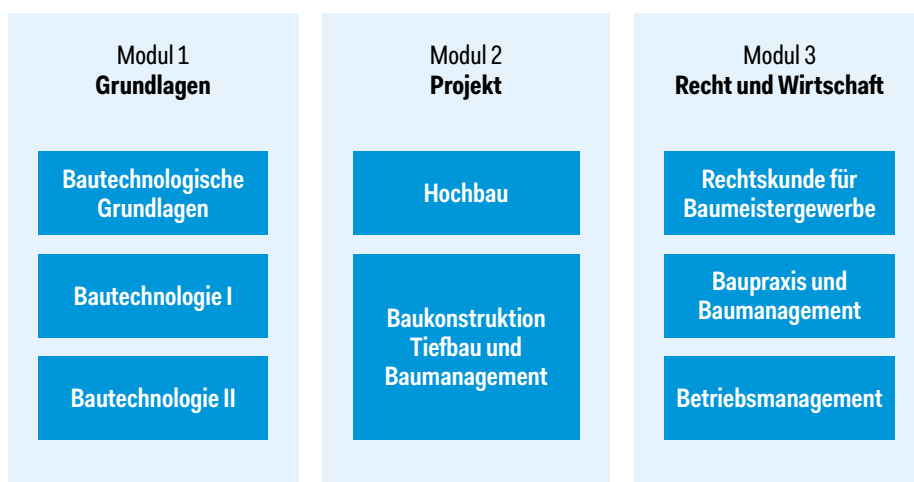 Modul 1
Grundlagen
Bautechnologische
Grundlagen
Bautechnologie I
Bautechnologie II
Modul 2
Projekt
Hochbau
Baukonstruktion
Tiefbau und
Baumanagement
Modul 3
Recht und Wirtschaft
Rechtskunde für
Baumeistergewerbe
Baupraxis und
Baumanagement
Betriebsmanagement